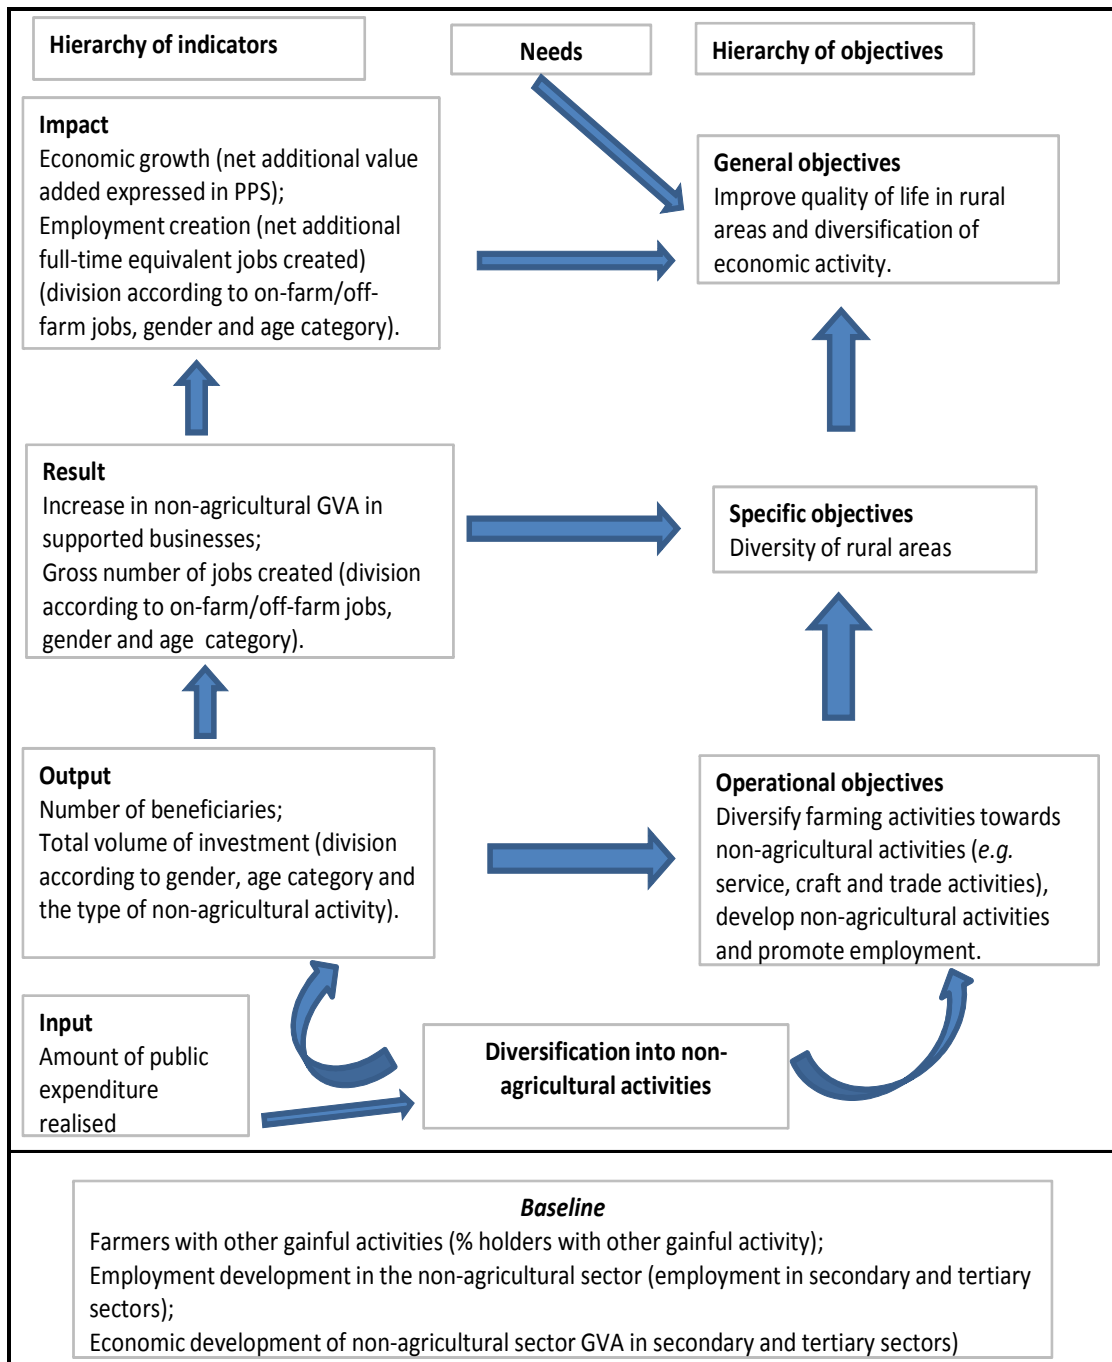 Hierarchy of indicators
Needs
Hierarchy of objectives
Impact
Economic growth (net additional value
added expressed in PPS);
Employment creation (net additional
full-time equivalent jobs created)
(division according to on-farm/off-
farm jobs, gender and age category).
General objectives
Improve quality of life in rural
areas and diversification of
economic activity.
Result
Increase in non-agricultural GVA in
supported businesses;
Gross number of jobs created (division
according to on-farm/off-farm jobs,
gender and age category).
Specific objectives
Diversity of rural areas
Output
Number of beneficiaries;
Total volume of investment (division
according to gender, age category and
the type of non-agricultural activity).
Operational objectives
Diversify farming activities towards
non-agricultural activities (e.g.
service, craft and trade activities),
develop non-agricultural activities
and promote employment.
Input
Amount of public
expenditure
realised
Diversification into non-
agricultural activities
Baseline
Farmers with other gainful activities (% holders with other gainful activity);
Employment development in the non-agricultural sector (employment in secondary and tertiary
sectors);
Economic development of non-agricultural sector GVA in secondary and tertiary sectors)